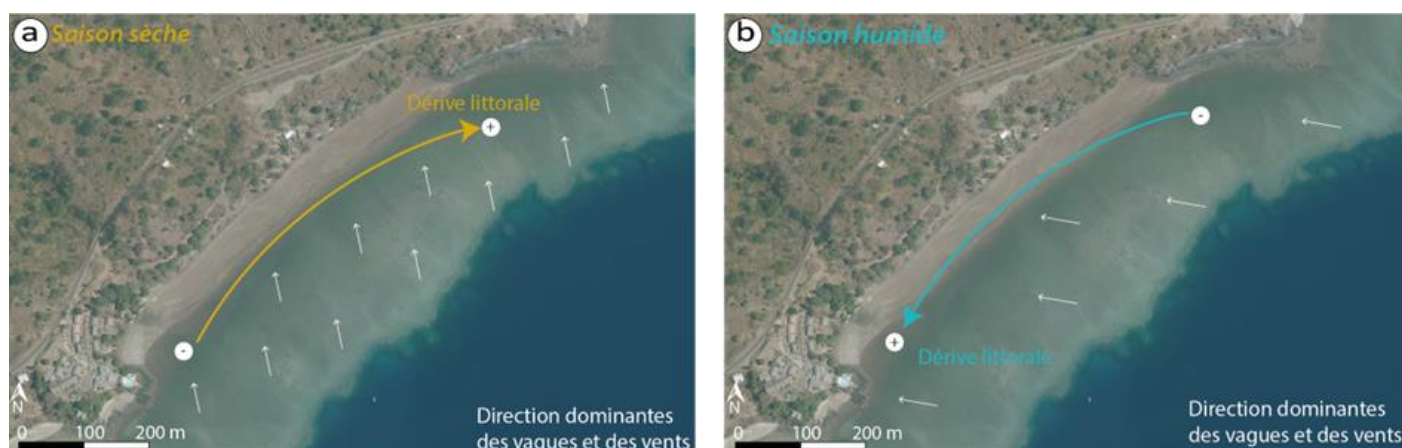 a Saison sèche
Dérive littorale
+
-
N
0 100 200 m
Direction dominantes
des vagues et des vents
b Saison humide
-
+
Dérive littorale
N
0 100 200 m
Direction dominantes
des vagues et des vents